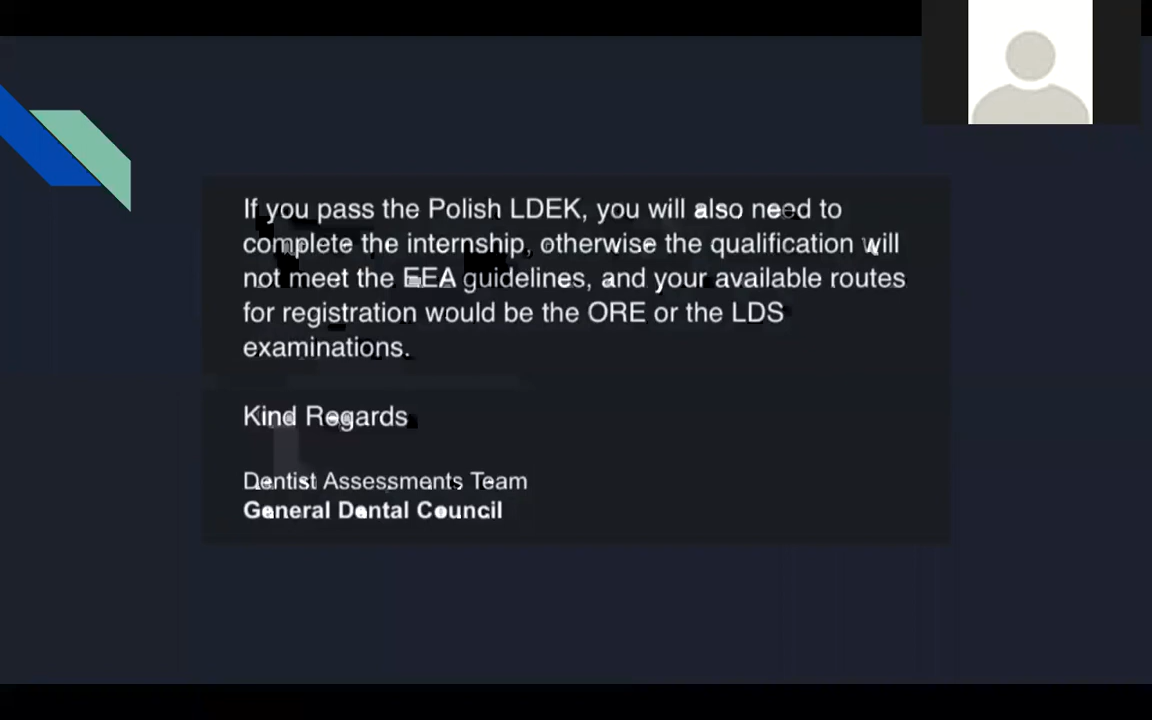 If you pass the Polish LDEK, you will also need to
complete the internship, otherwise the qualification will
not meet the EEA guidelines, and your available routes
for registration would be the ORE or the LDS
examinations.
Kind Regards
Dentist Assessments Team
General Dental Council